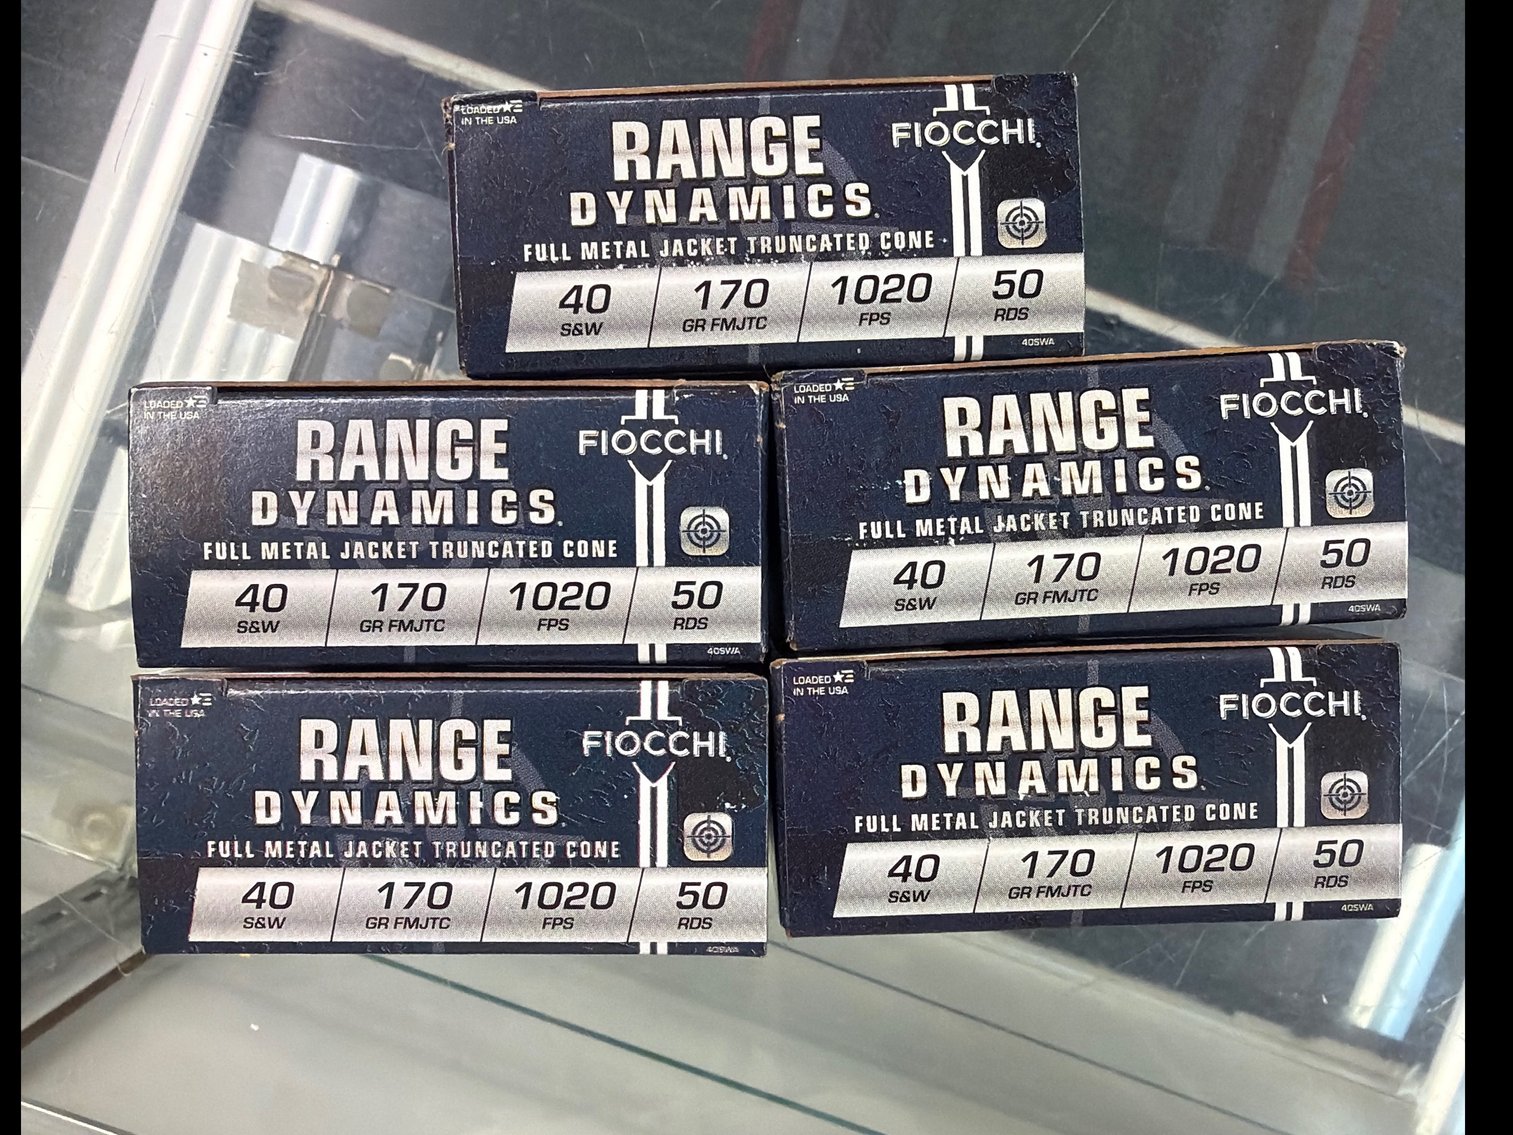 LOADED
IN THE USA
FIOCCHI
RANGE
DYNAMICS
FULL METAL JACKET TRUNCATED CONE
40 170 1020 50
S&W GR FMJTC FPS RDS
40SWA
LOADED
IN THE USA
FIOCCHI
RANGE
DYNAMICS
FULL METAL JACKET TRUNCATED CONE
40 170 1020 50
S&W GR FMJTC FPS RDS
40SWA
LOADED
IN THE USA
FIOCCHI
RANGE
DYNAMICS
FULL METAL JACKET TRUNCATED CONE
40 170 1020 50
S&W GR FMJTC FPS RDS
40SWA
LOADED
IN THE USA
FIOCCHI
RANGE
DYNAMICS
FULL METAL JACKET TRUNCATED CONE
40 170 1020 50
S&W GR FMJTC FPS RDS
40SWA
LOADED
IN THE USA
FIOCCHI
RANGE
DYNAMICS
FULL METAL JACKET TRUNCATED CONE
40 170 1020 50
S&W GR FMJTC FPS RDS
40SWA